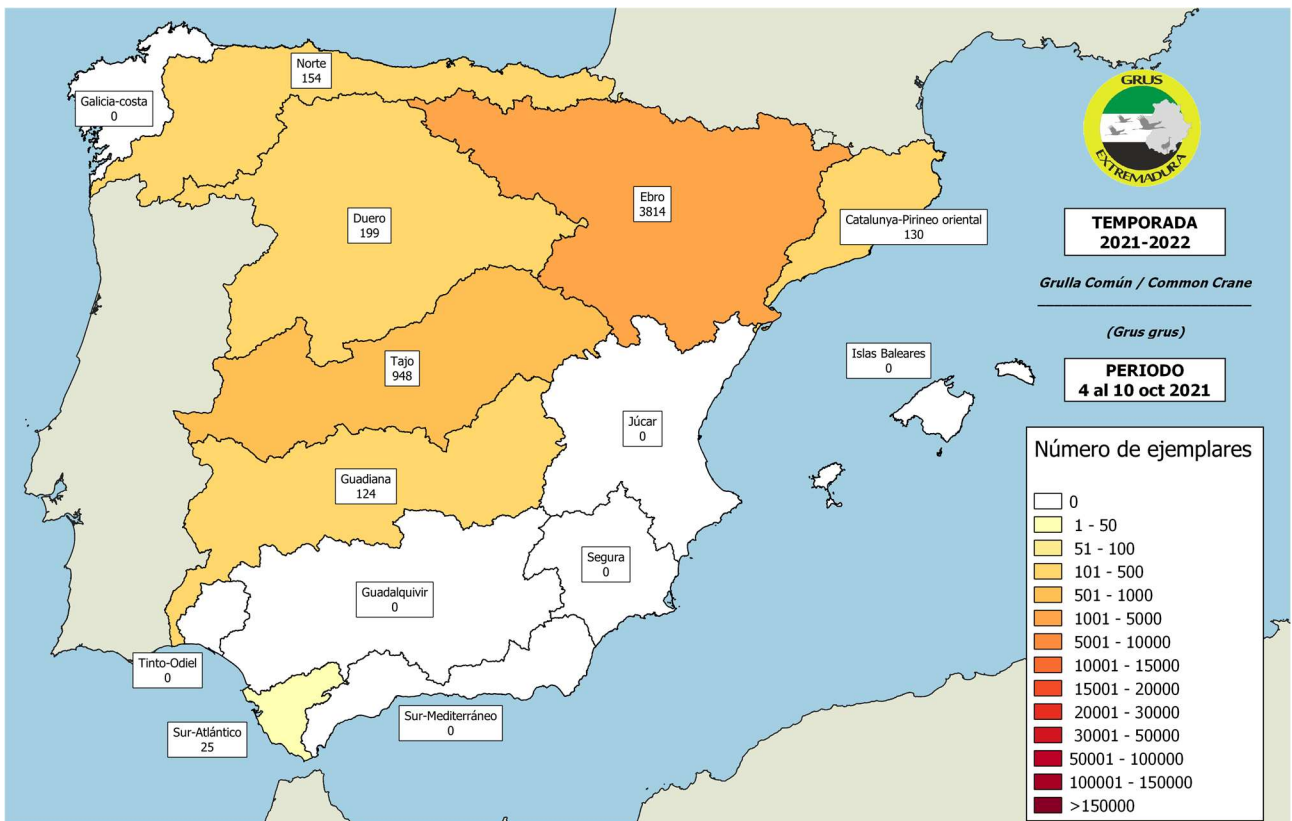 Norte
154
Galicia-costa
0
Ebro
3814
Duero
199
Catalunya-Pirineo oriental
130
Tajo
948
Islas Baleares
0
Júcar
0
Guadiana
124
Segura
0
Guadalquivir
0
Tinto-Odiel
0
Sur-Mediterráneo
0
Sur-Atlántico
25
GRUS
EXTREMADURA
TEMPORADA
2021-2022
Grulla Común / Common Crane
(Grus grus)
PERIODO
4 al 10 oct 2021
Número de ejemplares
0
1 - 50
51 - 100
101 - 500
501 - 1000
1001 - 5000
5001 - 10000
10001 - 15000
15001 - 20000
20001 - 30000
30001 - 50000
50001 - 100000
100001 - 150000
>150000